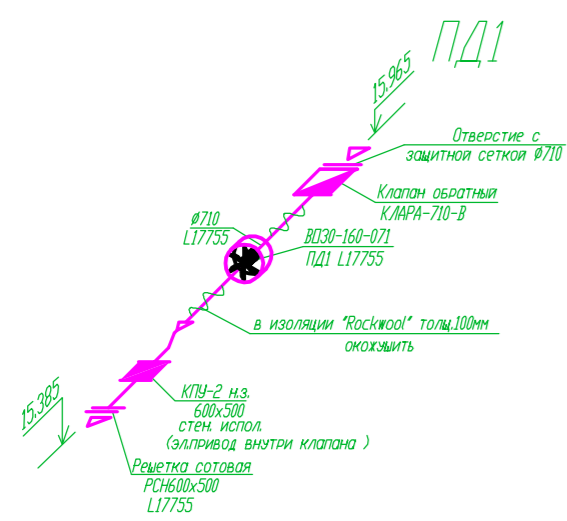 ПД1
15.965
Отверстие с
защитной сеткой Ø710
Клапан обратный
КЛАРА-710-В
Ø710
L17755
ВО30-160-071
ПД1 L17755
в изоляции "Rockwool" толщ.100мм
окожушить
15.385
КПУ-2 н.з.
600х500
стен. испол.
(эл.привод внутри клапана )
Решетка сотовая
РСН600х500
L17755